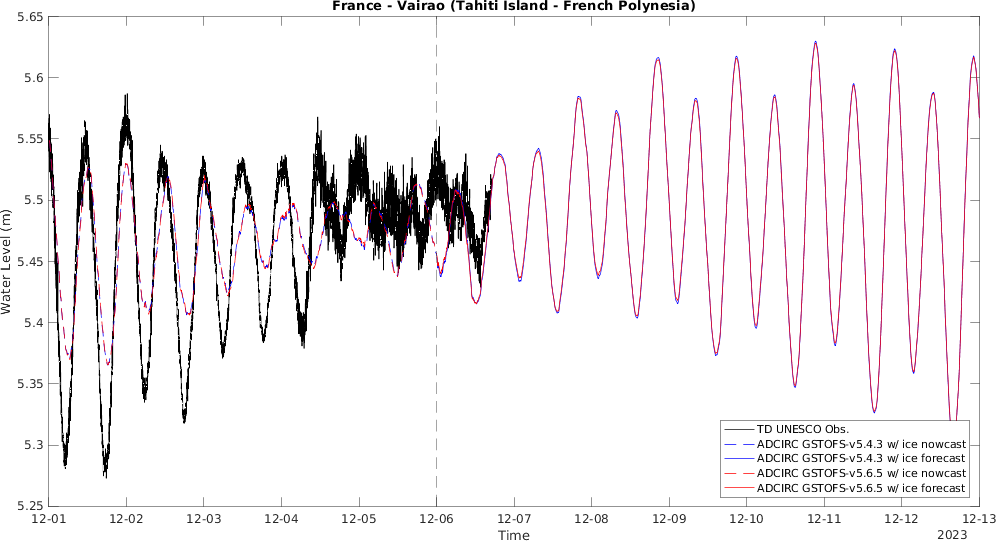 France - Vairao (Tahiti Island - French Polynesia)
Water Level (m)
5.65
5.6
5.55
5.5
5.45
5.4
5.35
5.3
5.25
TD UNESCO Obs.
ADCIRC GSTOFS-v5.4.3 w/ ice nowcast
ADCIRC GSTOFS-v5.4.3 w/ ice forecast
ADCIRC GSTOFS-v5.6.5 w/ ice nowcast
ADCIRC GSTOFS-v5.6.5 w/ ice forecast
12-01 12-02 12-03 12-04 12-05 12-06 12-07 12-08 12-09 12-10 12-11 12-12 12-13
Time
2023